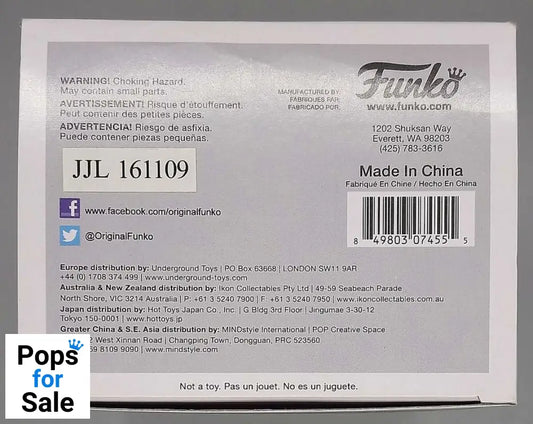 WARNING! Choking Hazard.
May contain small parts.
AVERTISSEMENT! Risque d'étouffement.
Peut contenir des petites pièces.
ADVERTENCIA! Riesgo de asfixia.
Puede contener piezas pequeñas.
JJL 161109
www.facebook.com/originalfunko
@OriginalFunko
MANUFACTURED BY:
FABRIQUÉS PAR:
FABRICADO POR:
Funko
www.funko.com
1202 Shuksan Way
Everett, WA 98203
(425) 783-3616
Made In China
Fabriqué En Chine / Hecho En China
8 49803 07455 5
Europe distribution by: Underground Toys | PO Box 63668 | LONDON SW11 9AR
+44 (0) 1708 374 499 | www.underground-toys.com
Australia & New Zealand distribution by: Ikon Collectables Pty Ltd | 49-59 Seabeach Parade
North Shore, VIC 3214 Australia | P: +61 3 5240 7900 | F: +61 3 5240 7950 | www.ikoncollectables.com.au
Japan distribution by: Hot Toys Japan Co., Inc. | G Bldg 3rd Floor | Jingumae 3-30-12
Tokyo 150-0001 | www.hottoys.jp
Greater China & S.E. Asia distribution by: MINDstyle International | POP Creative Space
2 West Xinnan Road | Changping Town, Dongguan, PRC 523560
69 8109 9090 | www.mindstyle.com
Not a toy. Pas un jouet. No es un juguete.
Pops
for
Sale